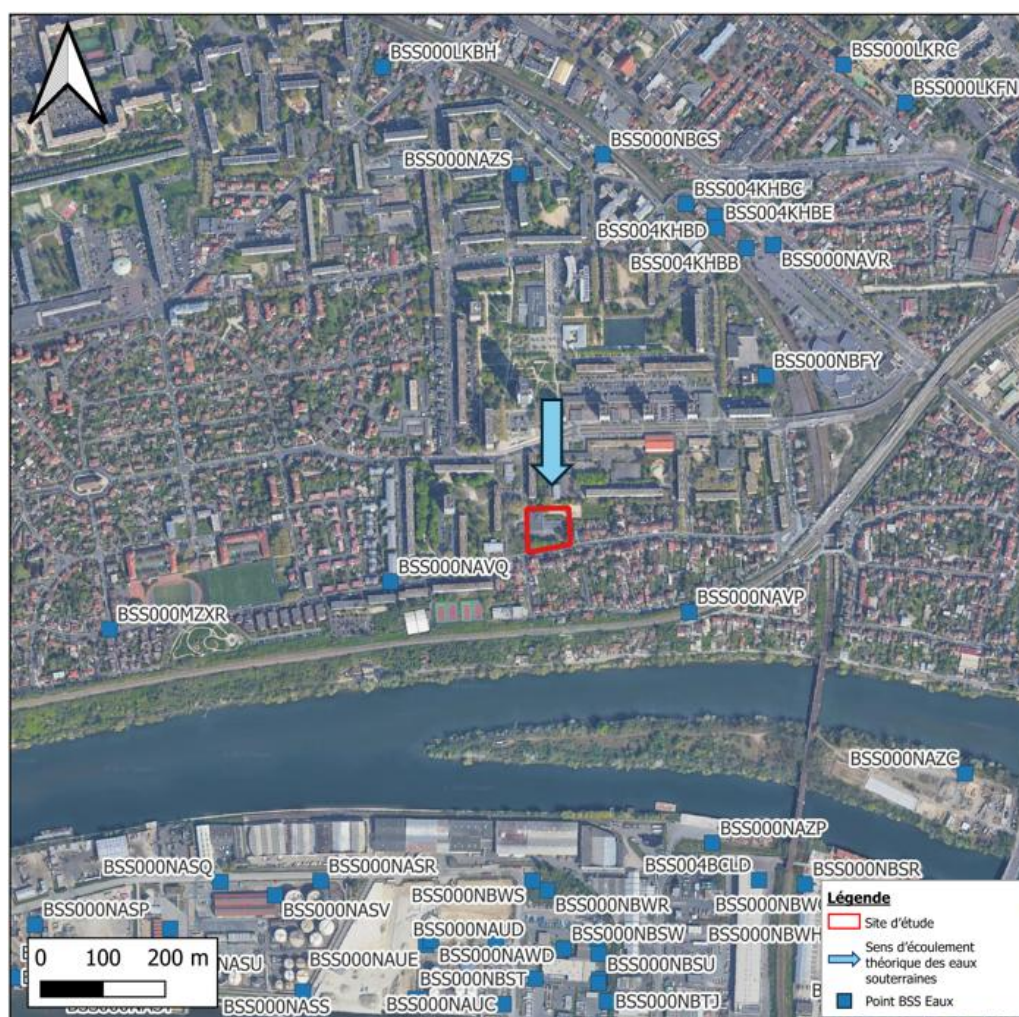 BSS000LKBH
BSS000LKRC
BSS000LKFN
BSS000NBCS
BSS000NAZS
BSS004KHBC
BSS004KHBE
BSS004KHBD
BSS004KHBB
BSS000NAVR
BSS000NBFY
BSS000NAVQ
BSS000NAVP
BSS000MZXR
BSS000NAZC
BSS000NAZP
BSS000NASQ
BSS000NASR
BSS004BCLD
BSS000NBSR
BSS000NBWS
BSS000NASV
BSS000NBWR
BSS000NASP
BSS000NAUD
BSS000NBSW
BSS000NAUE
BSS000NAWD
BSS000NBSU
BSS000NBST
BSS000NASS
BSS000NAUC
BSS000NBTJ
0 100 200 m
Légende
Site d'étude
Sens d'écoulement
théorique des eaux
souterraines
Point BSS Eaux